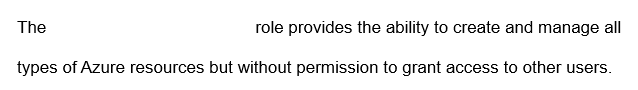 The role provides the ability to create and manage all
types of Azure resources but without permission to grant access to other users.